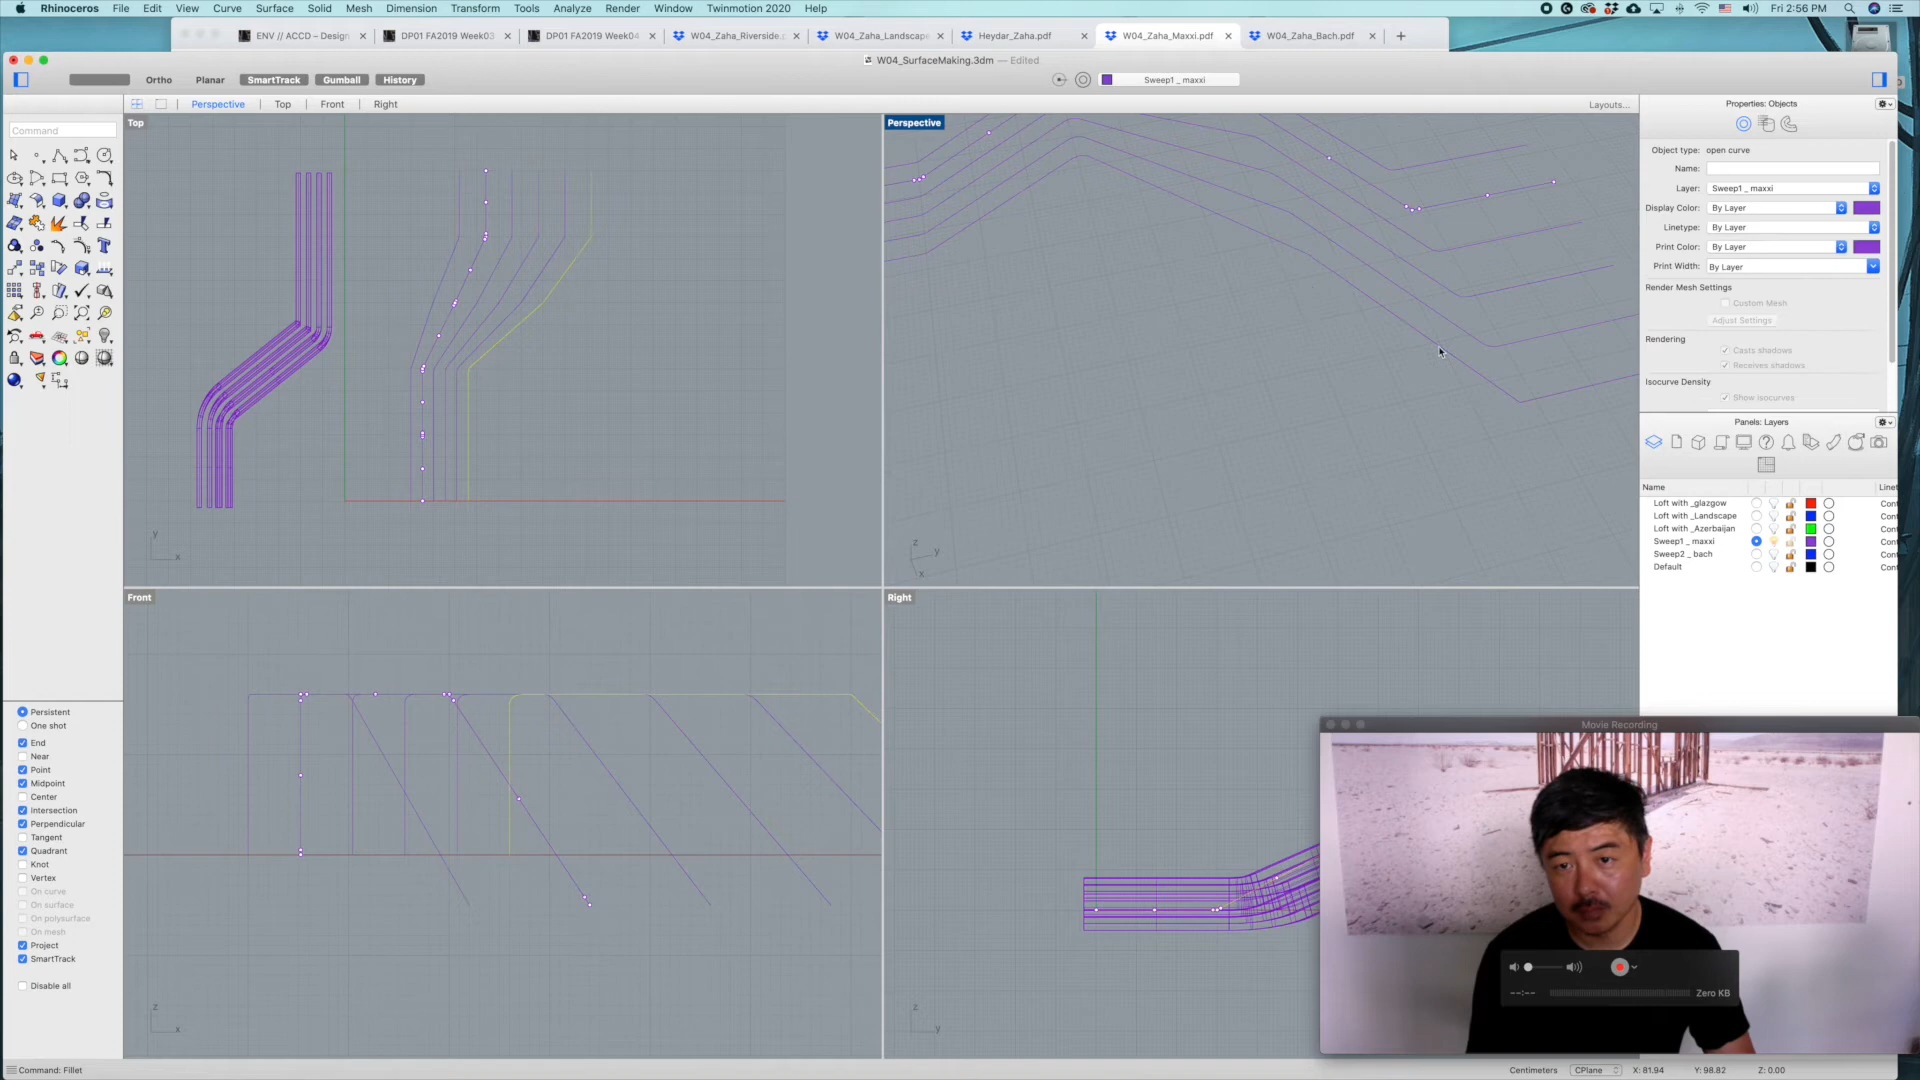 Rhinoceros File Edit View Curve Surface Solid Mesh Dimension Transform Tools Analyze Render Window Twinmotion 2020 Help Fri 2:56 PM
ENV // ACCD – Design DP01 FA2019 Week03 DP01 FA2019 Week04 W04_Zaha_Riverside.p W04_Zaha_Landscape Heydar_Zaha.pdf W04_Zaha_Maxxi.pdf W04_Zaha_Bach.pdf
W04_SurfaceMaking.3dm — Edited
Ortho Planar SmartTrack Gumball History Sweep1 _ maxxi
Perspective Top Front Right Layouts...
Command
Top
Perspective
Front
Right
y
x
z
y
x
z
x
z
y
Persistent
One shot
End
Near
Point
Midpoint
Center
Intersection
Perpendicular
Tangent
Quadrant
Knot
Vertex
On curve
On surface
On polysurface
On mesh
Project
SmartTrack
Disable all
Properties: Objects
Object type: open curve
Name:
Layer: Sweep1 _ maxxi
Display Color: By Layer
Linetype: By Layer
Print Color: By Layer
Print Width: By Layer
Render Mesh Settings
Custom Mesh
Adjust Settings
Rendering
Casts shadows
Receives shadows
Isocurve Density
Show isocurves
Panels: Layers
Name Linet
Loft with _glazgow Cont
Loft with _Landscape Cont
Loft with _Azerbaijan Cont
Sweep1 _ maxxi Cont
Sweep2 _ bach Cont
Default Cont
Movie Recording
--:-- Zero KB
Command: Fillet
Centimeters CPlane X: 81.94 Y: 98.82 Z: 0.00